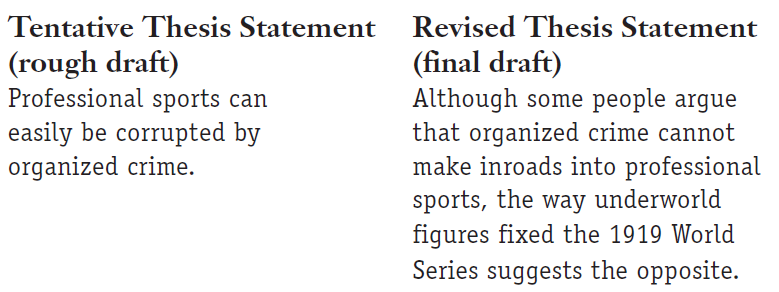 Tentative Thesis Statement
(rough draft)
Professional sports can
easily be corrupted by
organized crime.
Revised Thesis Statement
(final draft)
Although some people argue
that organized crime cannot
make inroads into professional
sports, the way underworld
figures fixed the 1919 World
Series suggests the opposite.